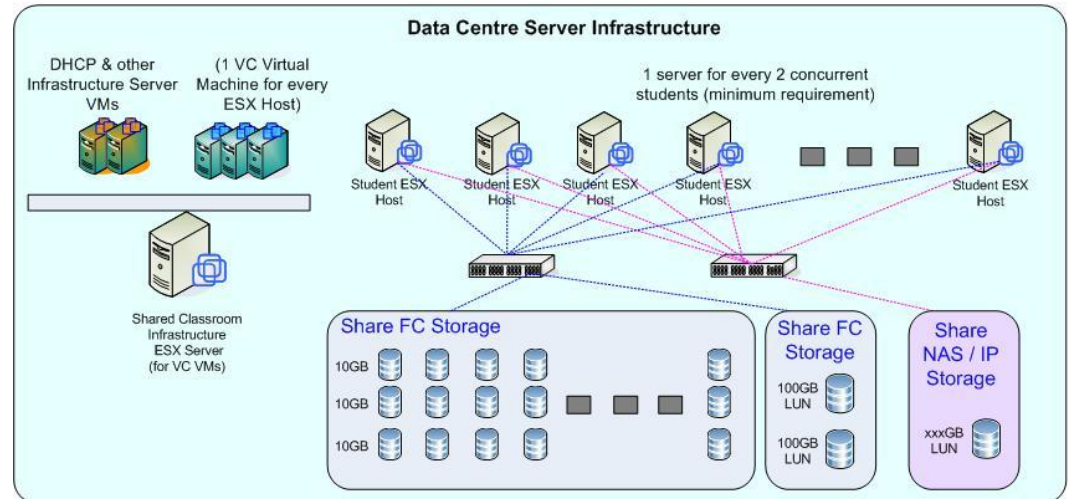 Data Centre Server Infrastructure
DHCP & other
Infrastructure Server
VMs
(1 VC Virtual
Machine for every
ESX Host)
1 server for every 2 concurrent
students (minimum requirement)
Student ESX
Host
Student ESX
Host
Student ESX
Host
Student ESX
Host
Student ESX
Host
Shared Classroom
Infrastructure
ESX Server
(for VC VMs)
Share FC Storage
10GB
10GB
10GB
Share FC
Storage
100GB
LUN
100GB
LUN
Share
NAS / IP
Storage
xxxGB
LUN